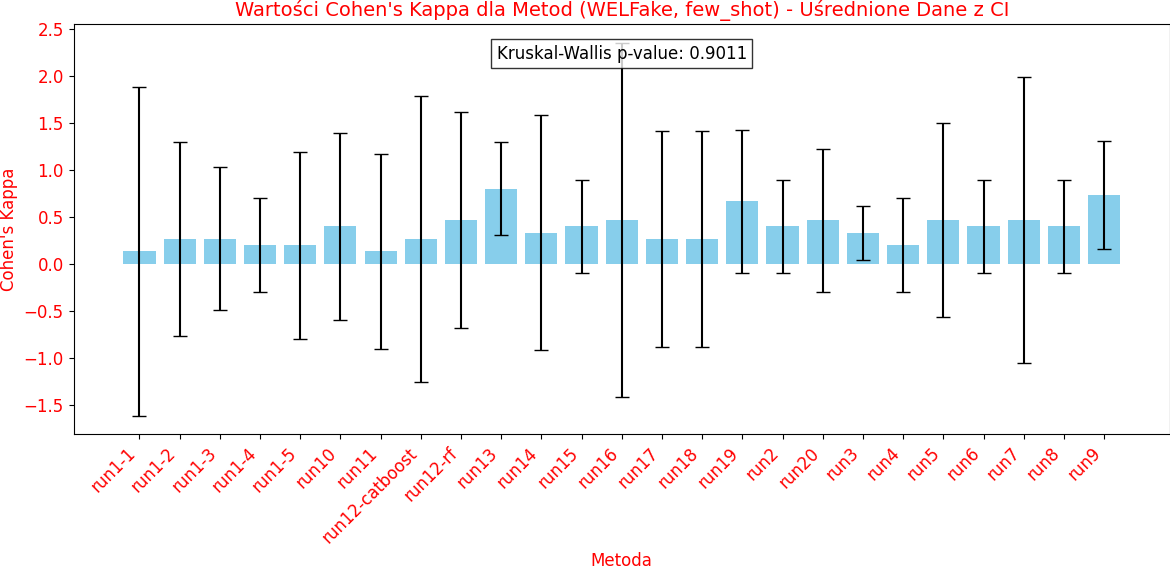 Wartości Cohen's Kappa dla Metod (WELFake, few_shot) - Uśrednione Dane z CI
Kruskal-Wallis p-value: 0.9011
Cohen's Kappa
2.5
2.0
1.5
1.0
0.5
0.0
−0.5
−1.0
−1.5
run1-1
run1-2
run1-3
run1-4
run1-5
run10
run11
run12-catboost
run12-rf
run13
run14
run15
run16
run17
run18
run19
run2
run20
run3
run4
run5
run6
run7
run8
run9
Metoda